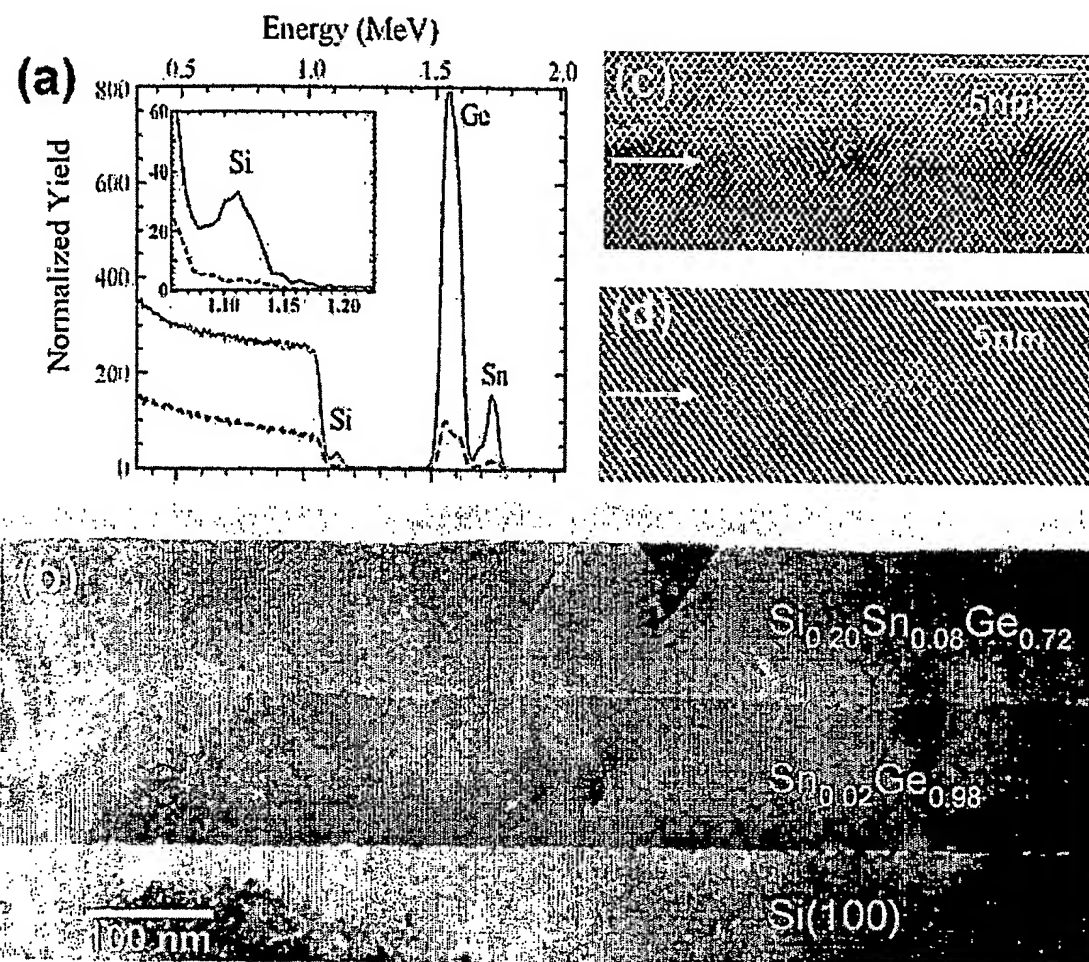 Energy (MeV)
(a)
0.5 1.0 1.5 2.0
Normalized Yield
800
600
400
200
0
60
40
20
0
Si
1.10 1.15 1.20
Ge
Sn
Si
(c)
5nm
(d)
5nm
(b)
Si0.20Sn0.08Ge0.72
Sn0.02Ge0.98
Si(100)
100 nm